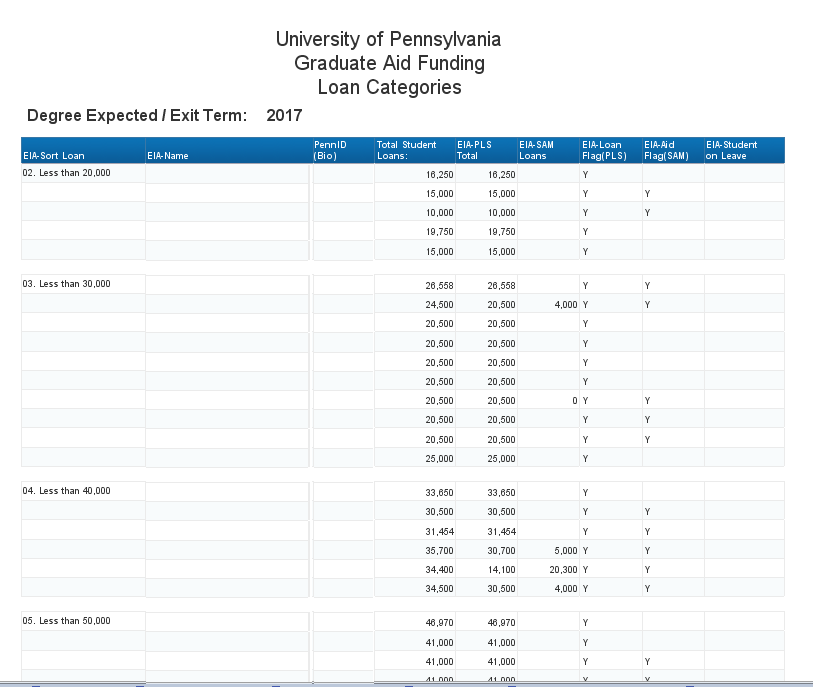 University of Pennsylvania
Graduate Aid Funding
Loan Categories
Degree Expected / Exit Term: 2017
EIA-Sort Loan EIA-Name PennID (Bio) Total Student Loans: EIA-PLS Total EIA-SAM Loans EIA-Loan Flag(PLS) EIA-Aid Flag(SAM) EIA-Student on Leave
02. Less than 20,000 16,250 16,250 Y
15,000 15,000 Y Y
10,000 10,000 Y Y
19,750 19,750 Y
15,000 15,000 Y
03. Less than 30,000 26,558 26,558 Y Y
24,500 20,500 4,000 Y Y
20,500 20,500 Y
20,500 20,500 Y
20,500 20,500 Y
20,500 20,500 Y
20,500 20,500 0 Y Y
20,500 20,500 Y Y
20,500 20,500 Y Y
25,000 25,000 Y
04. Less than 40,000 33,650 33,650 Y
30,500 30,500 Y Y
31,454 31,454 Y Y
35,700 30,700 5,000 Y Y
34,400 14,100 20,300 Y Y
34,500 30,500 4,000 Y Y
05. Less than 50,000 46,970 46,970 Y
41,000 41,000 Y
41,000 41,000 Y Y
41,000 41,000 Y Y